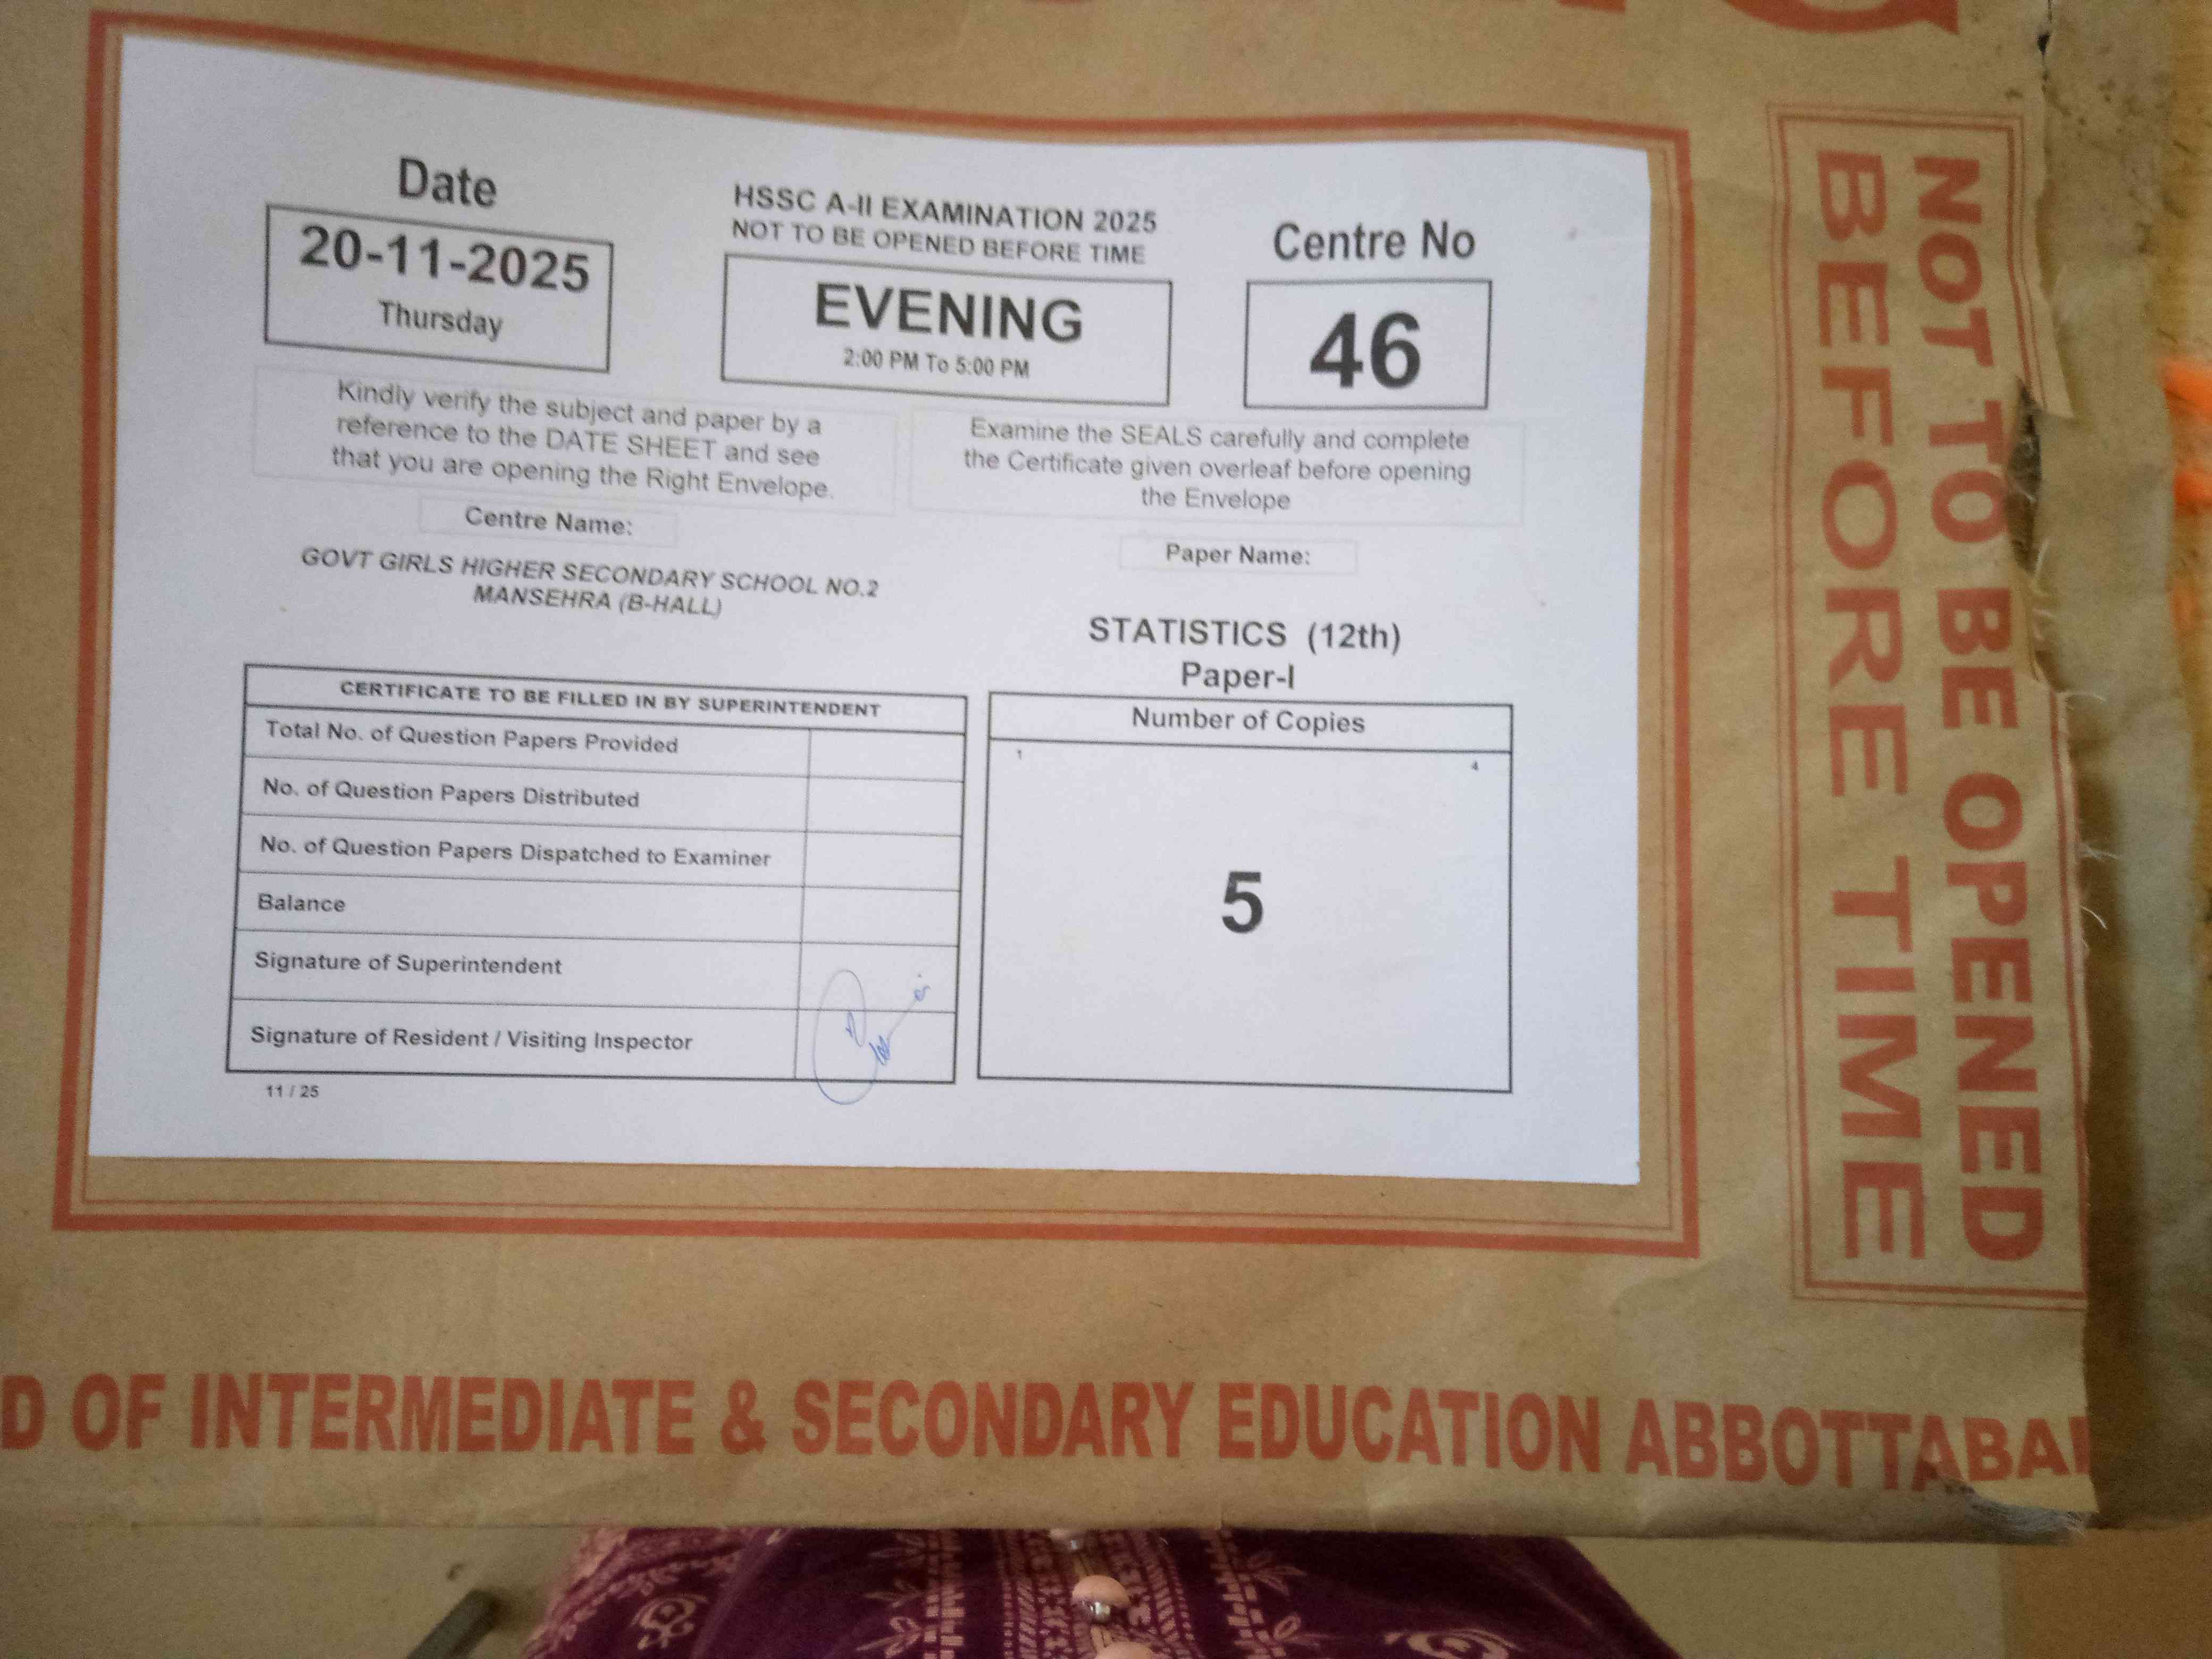 Date
20-11-2025
Thursday
HSSC A-II EXAMINATION 2025
NOT TO BE OPENED BEFORE TIME
EVENING
2:00 PM To 5:00 PM
Centre No
46
Kindly verify the subject and paper by a
reference to the DATE SHEET and see
that you are opening the Right Envelope.
Examine the SEALS carefully and complete
the Certificate given overleaf before opening
the Envelope
Centre Name:
GOVT GIRLS HIGHER SECONDARY SCHOOL NO.2
MANSEHRA (B-HALL)
Paper Name:
STATISTICS (12th)
Paper-I
CERTIFICATE TO BE FILLED IN BY SUPERINTENDENT
Total No. of Question Papers Provided
No. of Question Papers Distributed
No. of Question Papers Dispatched to Examiner
Balance
Signature of Superintendent
Signature of Resident / Visiting Inspector
11 / 25
Number of Copies
1 4
5
NOT TO BE OPENED
BEFORE TIME
D OF INTERMEDIATE & SECONDARY EDUCATION ABBOTTABA